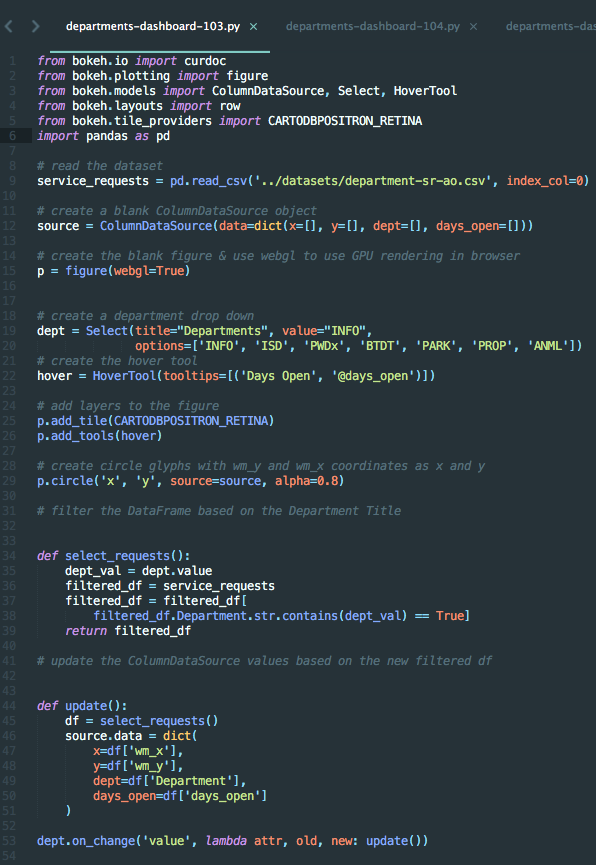 departments-dashboard-103.py × departments-dashboard-104.py × departments-das
1 from bokeh.io import curdoc
2 from bokeh.plotting import figure
3 from bokeh.models import ColumnDataSource, Select, HoverTool
4 from bokeh.layouts import row
5 from bokeh.tile_providers import CARTODBPOSITRON_RETINA
6 import pandas as pd
7
8 # read the dataset
9 service_requests = pd.read_csv('../datasets/department-sr-ao.csv', index_col=0)
10
11 # create a blank ColumnDataSource object
12 source = ColumnDataSource(data=dict(x=[], y=[], dept=[], days_open=[]))
13
14 # create the blank figure & use webgl to use GPU rendering in browser
15 p = figure(webgl=True)
16
17
18 # create a department drop down
19 dept = Select(title="Departments", value="INFO",
20 options=['INFO', 'ISD', 'PWDx', 'BTDT', 'PARK', 'PROP', 'ANML'])
21 # create the hover tool
22 hover = HoverTool(tooltips=[('Days Open', '@days_open')])
23
24 # add layers to the figure
25 p.add_tile(CARTODBPOSITRON_RETINA)
26 p.add_tools(hover)
27
28 # create circle glyphs with wm_y and wm_x coordinates as x and y
29 p.circle('x', 'y', source=source, alpha=0.8)
30
31 # filter the DataFrame based on the Department Title
32
33
34 def select_requests():
35 dept_val = dept.value
36 filtered_df = service_requests
37 filtered_df = filtered_df[
38 filtered_df.Department.str.contains(dept_val) == True]
39 return filtered_df
40
41 # update the ColumnDataSource values based on the new filtered df
42
43
44 def update():
45 df = select_requests()
46 source.data = dict(
47 x=df['wm_x'],
48 y=df['wm_y'],
49 dept=df['Department'],
50 days_open=df['days_open']
51 )
52
53 dept.on_change('value', lambda attr, old, new: update())
54